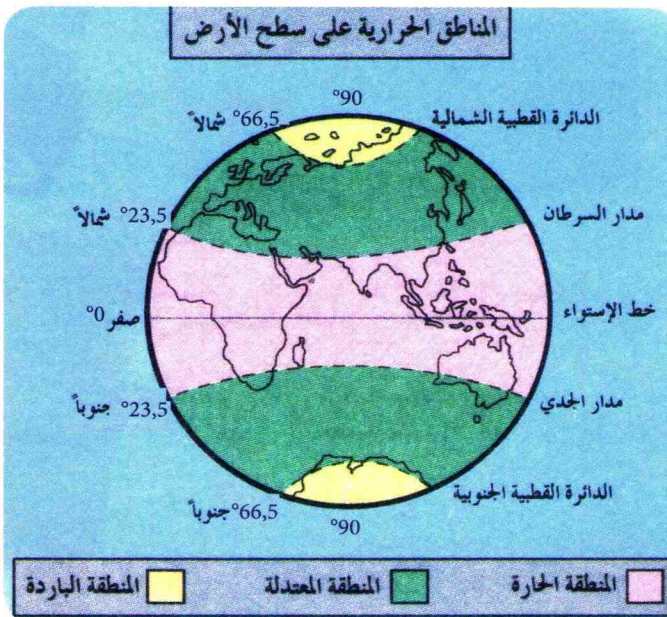 المناطق الحرارية على سطح الأرض
°90
الدائرة القطبية الشمالية
°66,5 شمالاً
مدار السرطان
°23,5 شمالاً
خط الإستواء
صفر °0
مدار الجدي
°23,5 جنوباً
الدائرة القطبية الجنوبية
°66,5 جنوباً
°90
المنطقة الحارة
المنطقة المعتدلة
المنطقة الباردة